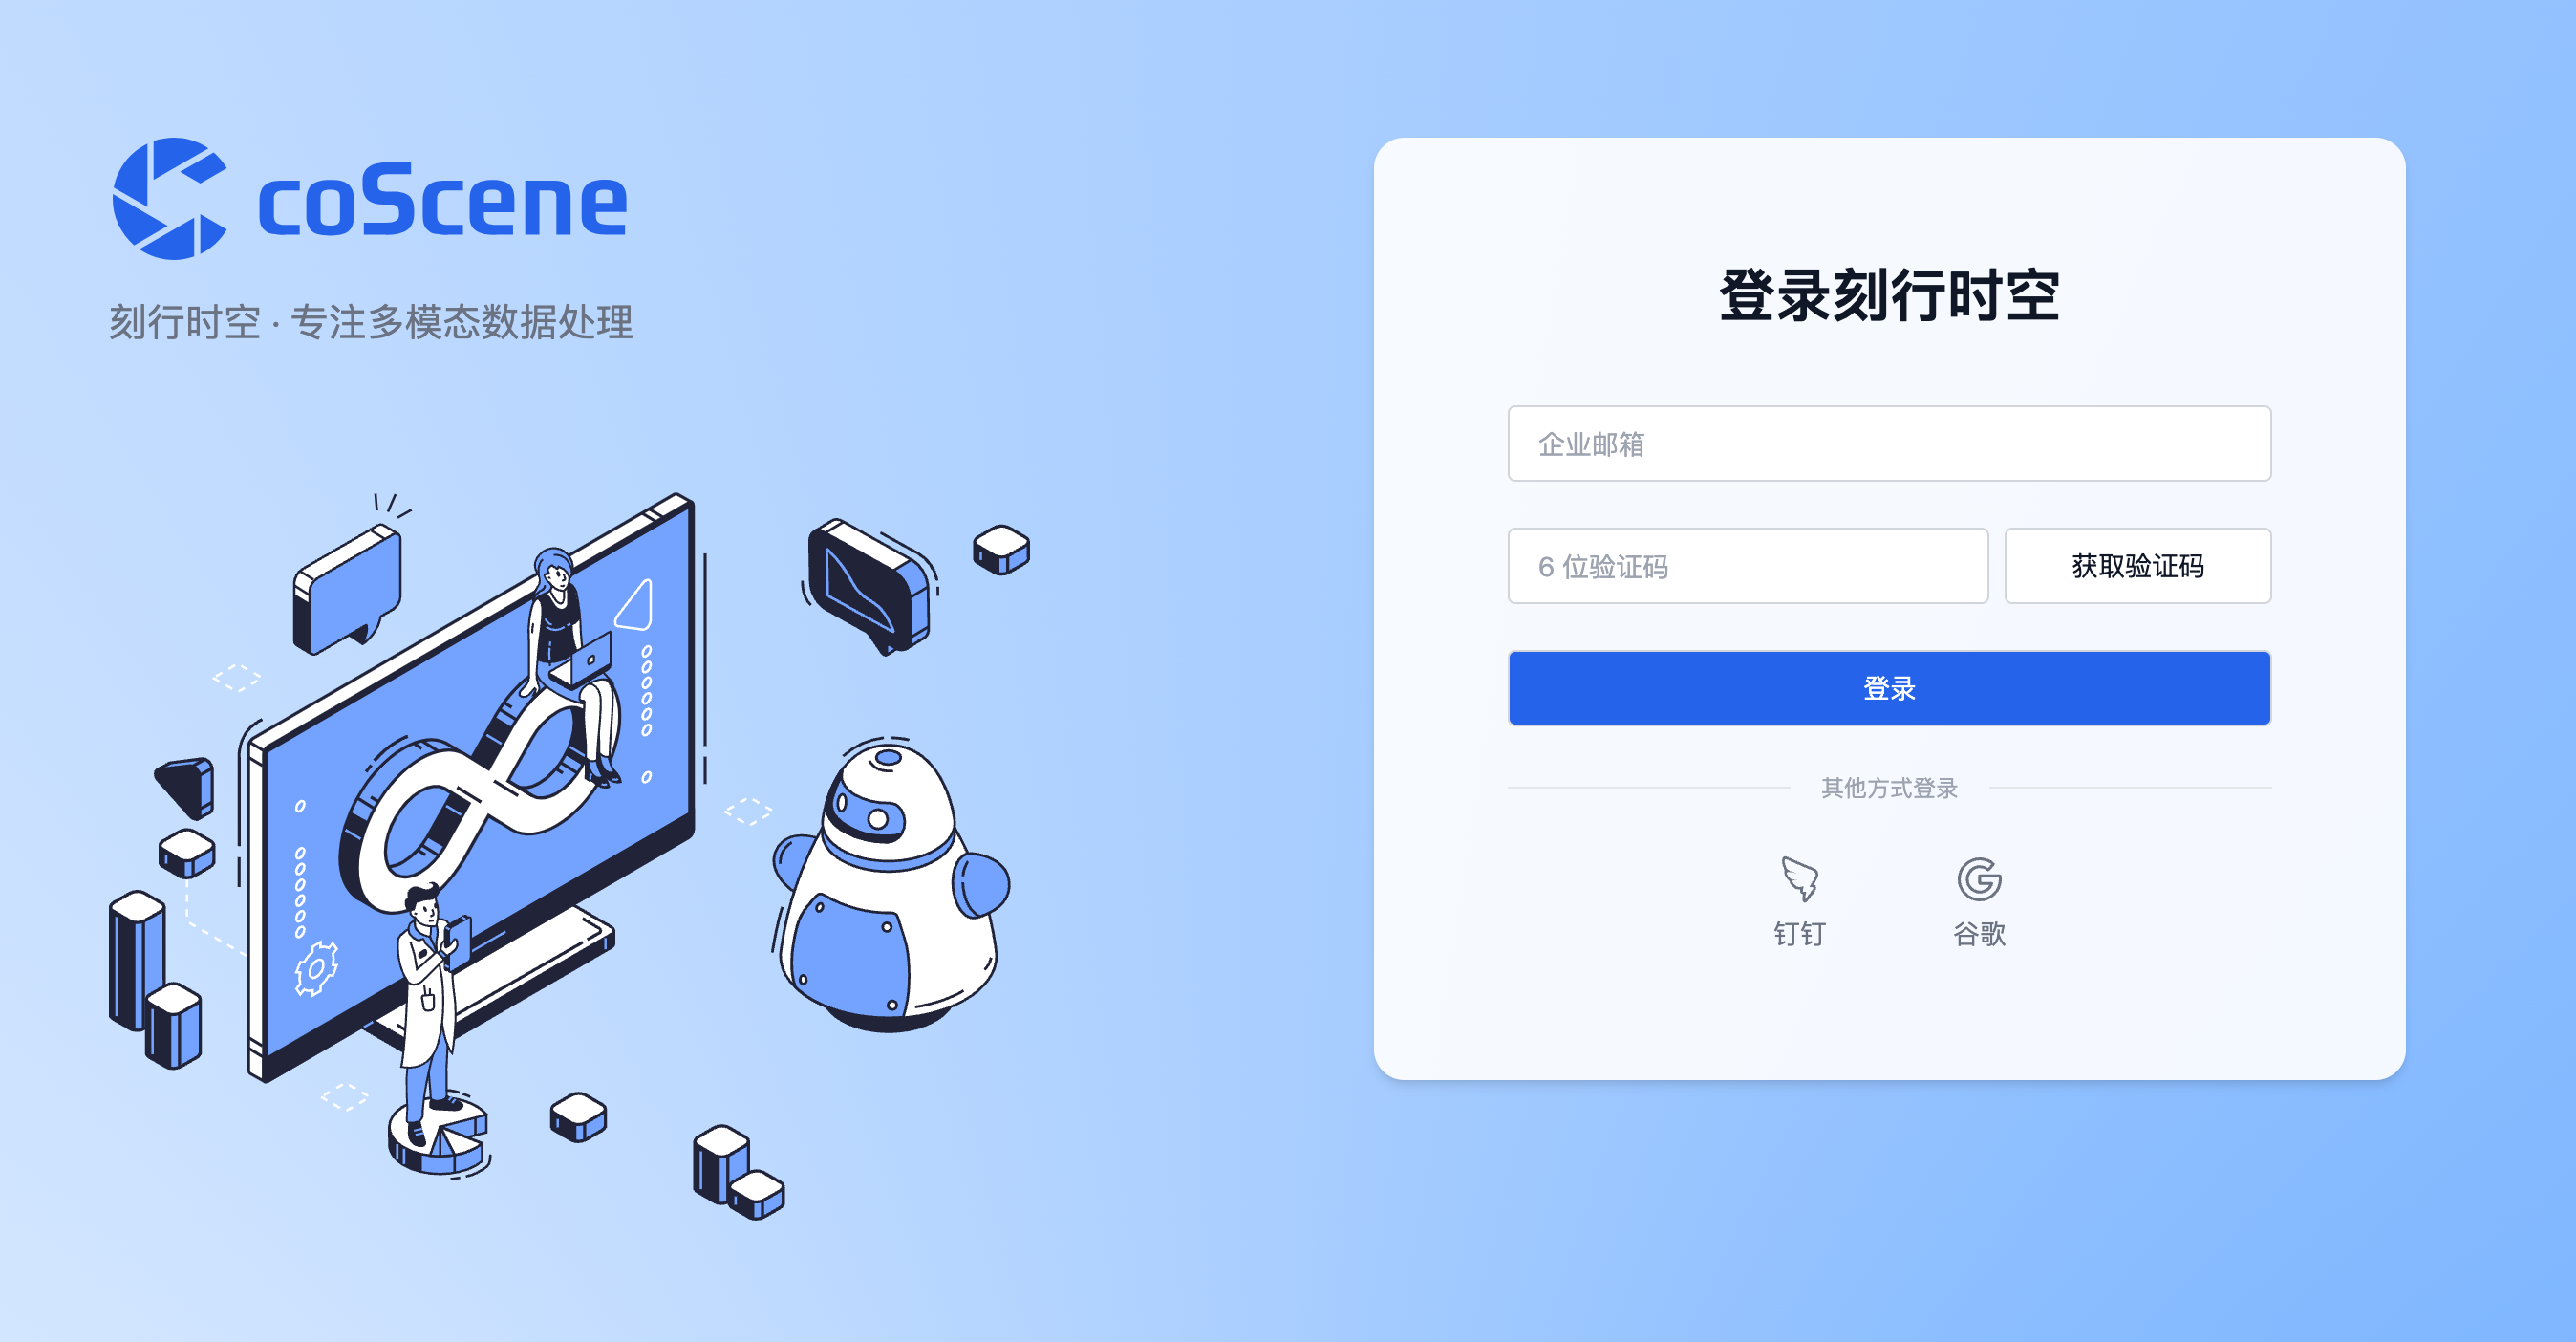 coScene
刻行时空 · 专注多模态数据处理
登录刻行时空
企业邮箱
6 位验证码
获取验证码
登录
其他方式登录
钉钉
谷歌